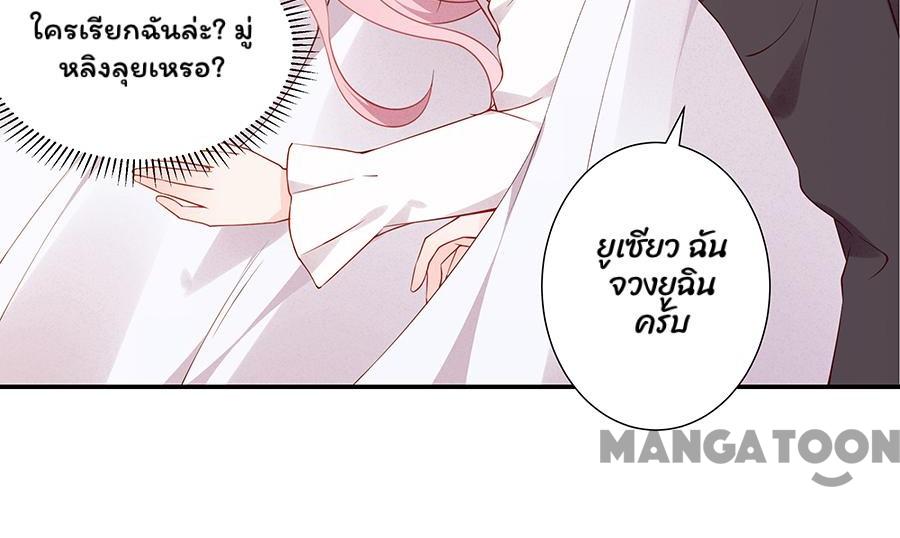 ใครเรียกฉันล่ะ? มู่
หลิงลุยเหรอ?
ยูเซียว ฉัน
จวงยูฉิน
ครับ
MANGATOON